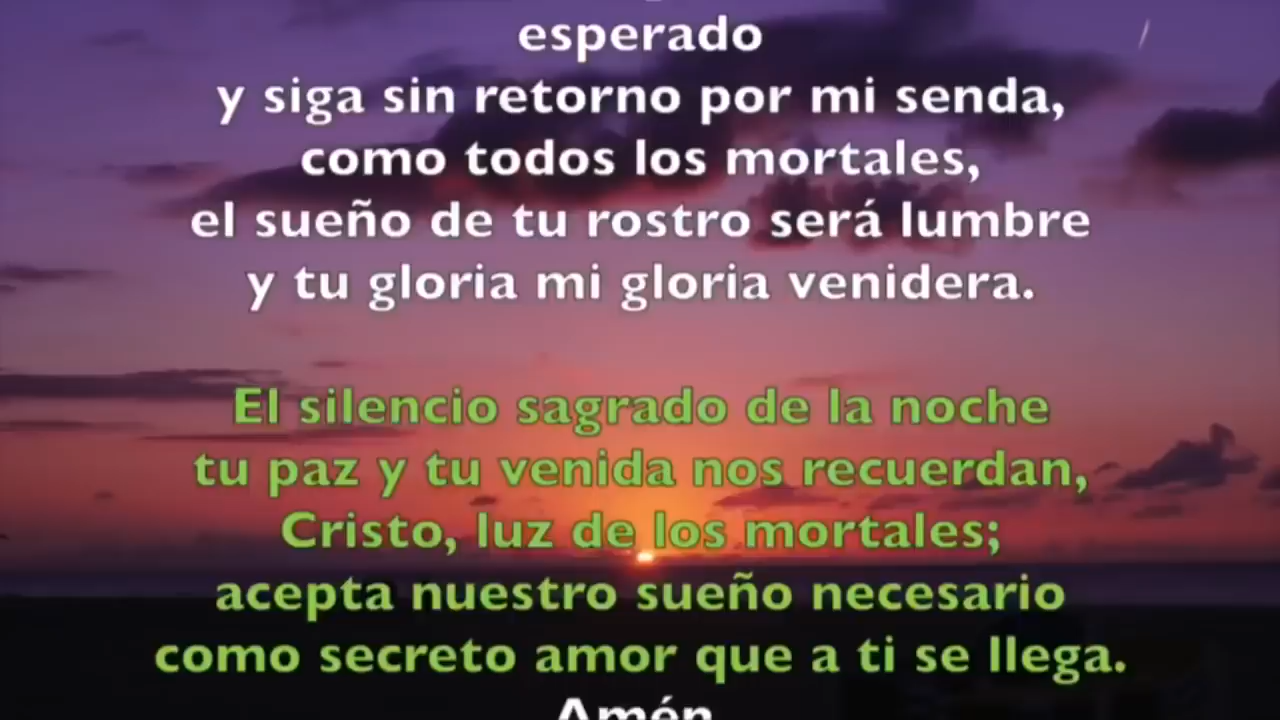 esperado
y siga sin retorno por mi senda,
como todos los mortales,
el sueño de tu rostro será lumbre
y tu gloria mi gloria venidera.
El silencio sagrado de la noche
tu paz y tu venida nos recuerdan,
Cristo, luz de los mortales;
acepta nuestro sueño necesario
como secreto amor que a ti se llega.
Amén